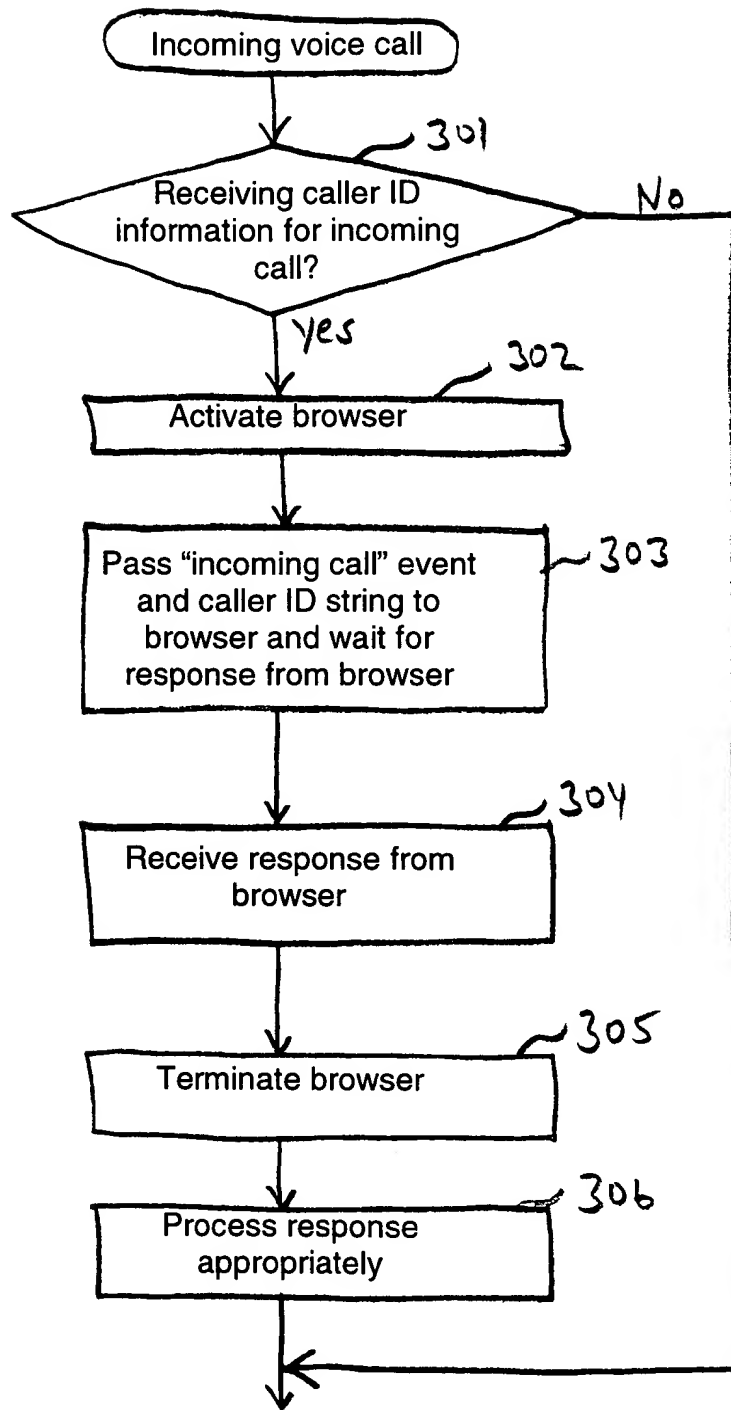 Incoming voice call
301
Receiving caller ID
information for incoming
call?
No
yes
302
Activate browser
Pass “incoming call” event
and caller ID string to
browser and wait for
response from browser
303
304
Receive response from
browser
305
Terminate browser
306
Process response
appropriately